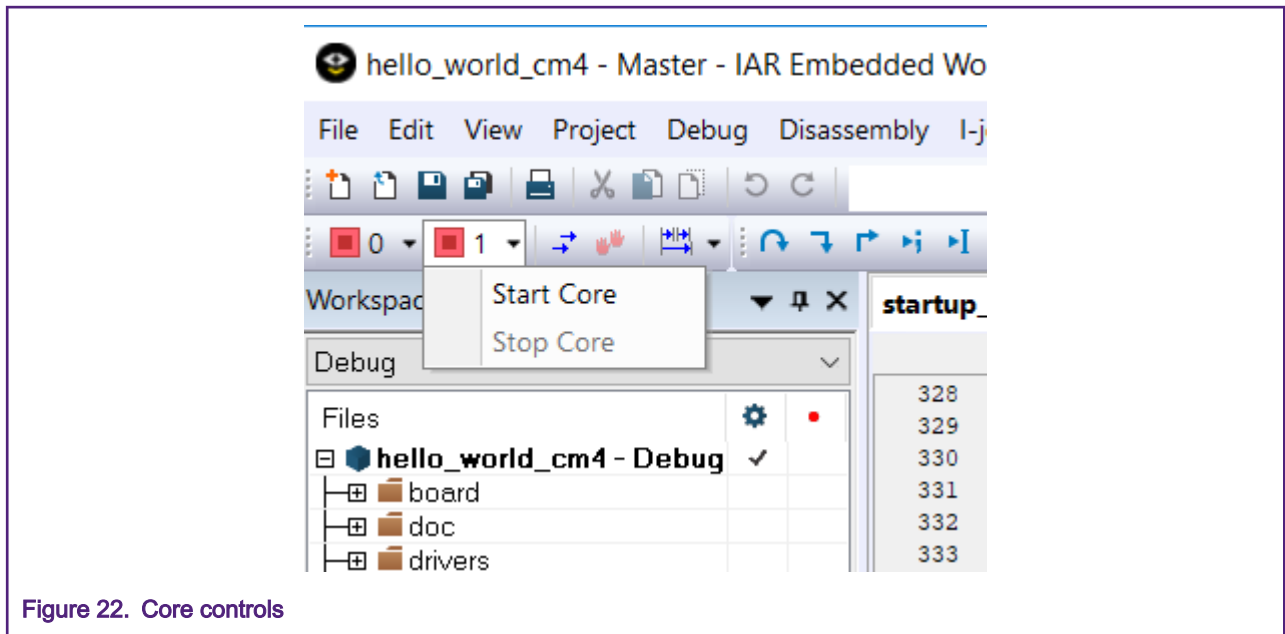 hello_world_cm4 - Master - IAR Embedded Wo
File Edit View Project Debug Disassembly I-j
0 1
Start Core
Workspac startup_
Stop Core
Debug
328
Files
329
hello_world_cm4 - Debug 330
board 331
doc 332
drivers 333
Figure 22. Core controls